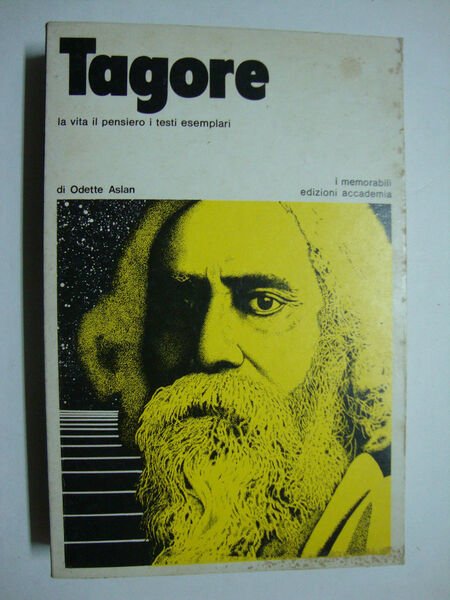 Tagore
la vita il pensiero i testi esemplari
di Odette Aslan
i memorabili
edizioni accademia